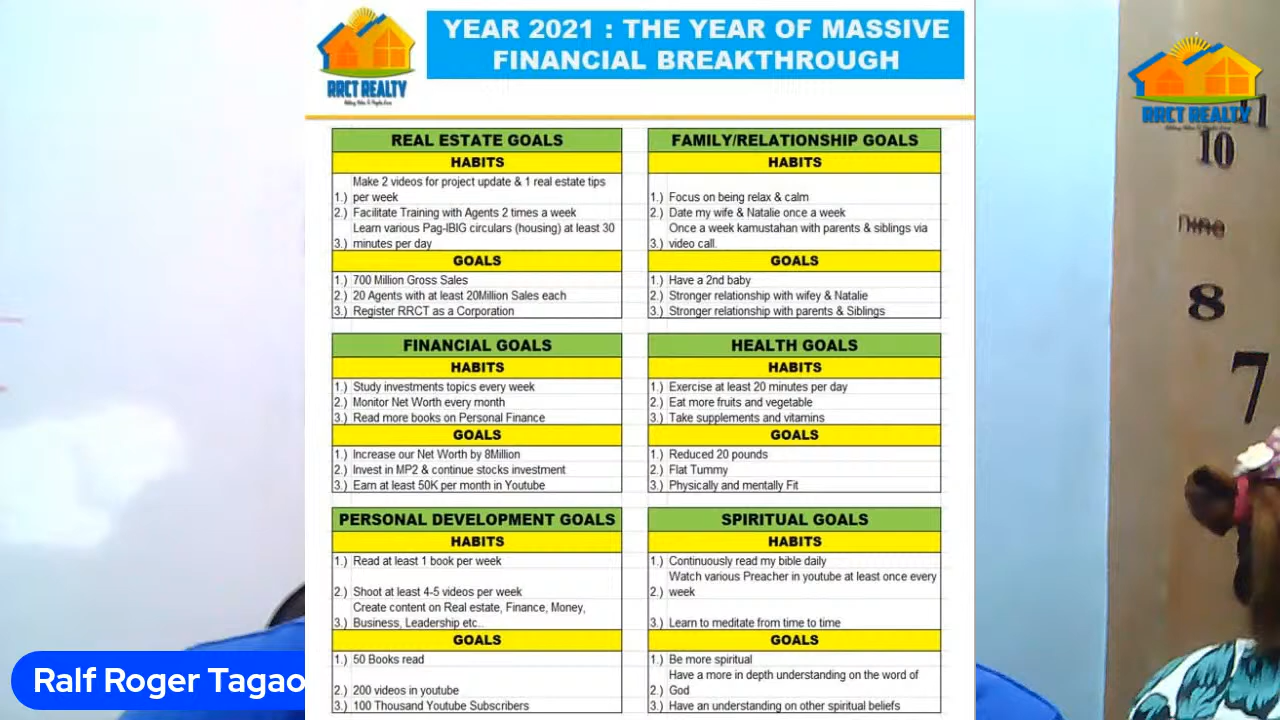 YEAR 2021 : THE YEAR OF MASSIVE
FINANCIAL BREAKTHROUGH
RRCT REALTY
REAL ESTATE GOALS
HABITS
Make 2 videos for project update & 1 real estate tips
1.) per week
2.) Facilitate Training with Agents 2 times a week
Learn various Pag-IBIG circulars (housing) at least 30
3.) minutes per day
GOALS
1.) 700 Million Gross Sales
2.) 20 Agents with at least 20Million Sales each
3.) Register RRCT as a Corporation
FAMILY/RELATIONSHIP GOALS
HABITS
1.) Focus on being relax & calm
2.) Date my wife & Natalie once a week
Once a week kamustahan with parents & siblings via
3.) video call.
GOALS
1.) Have a 2nd baby
2.) Stronger relationship with wifey & Natalie
3.) Stronger relationship with parents & Siblings
FINANCIAL GOALS
HABITS
1.) Study investments topics every week
2.) Monitor Net Worth every month
3.) Read more books on Personal Finance
GOALS
1.) Increase our Net Worth by 8Million
2.) Invest in MP2 & continue stocks investment
3.) Earn at least 50K per month in Youtube
HEALTH GOALS
HABITS
1.) Exercise at least 20 minutes per day
2.) Eat more fruits and vegetable
3.) Take supplements and vitamins
GOALS
1.) Reduced 20 pounds
2.) Flat Tummy
3.) Physically and mentally Fit
PERSONAL DEVELOPMENT GOALS
HABITS
1.) Read at least 1 book per week
2.) Shoot at least 4-5 videos per week
Create content on Real estate, Finance, Money,
3.) Business, Leadership etc..
GOALS
1.) 50 Books read
2.) 200 videos in youtube
3.) 100 Thousand Youtube Subscribers
SPIRITUAL GOALS
HABITS
1.) Continuously read my bible daily
Watch various Preacher in youtube at least once every
2.) week
3.) Learn to meditate from time to time
GOALS
1.) Be more spiritual
Have a more in depth understanding on the word of
2.) God
3.) Have an understanding on other spiritual beliefs
Ralf Roger Tagao
RRCT REALTY
11
10
nine
8
7